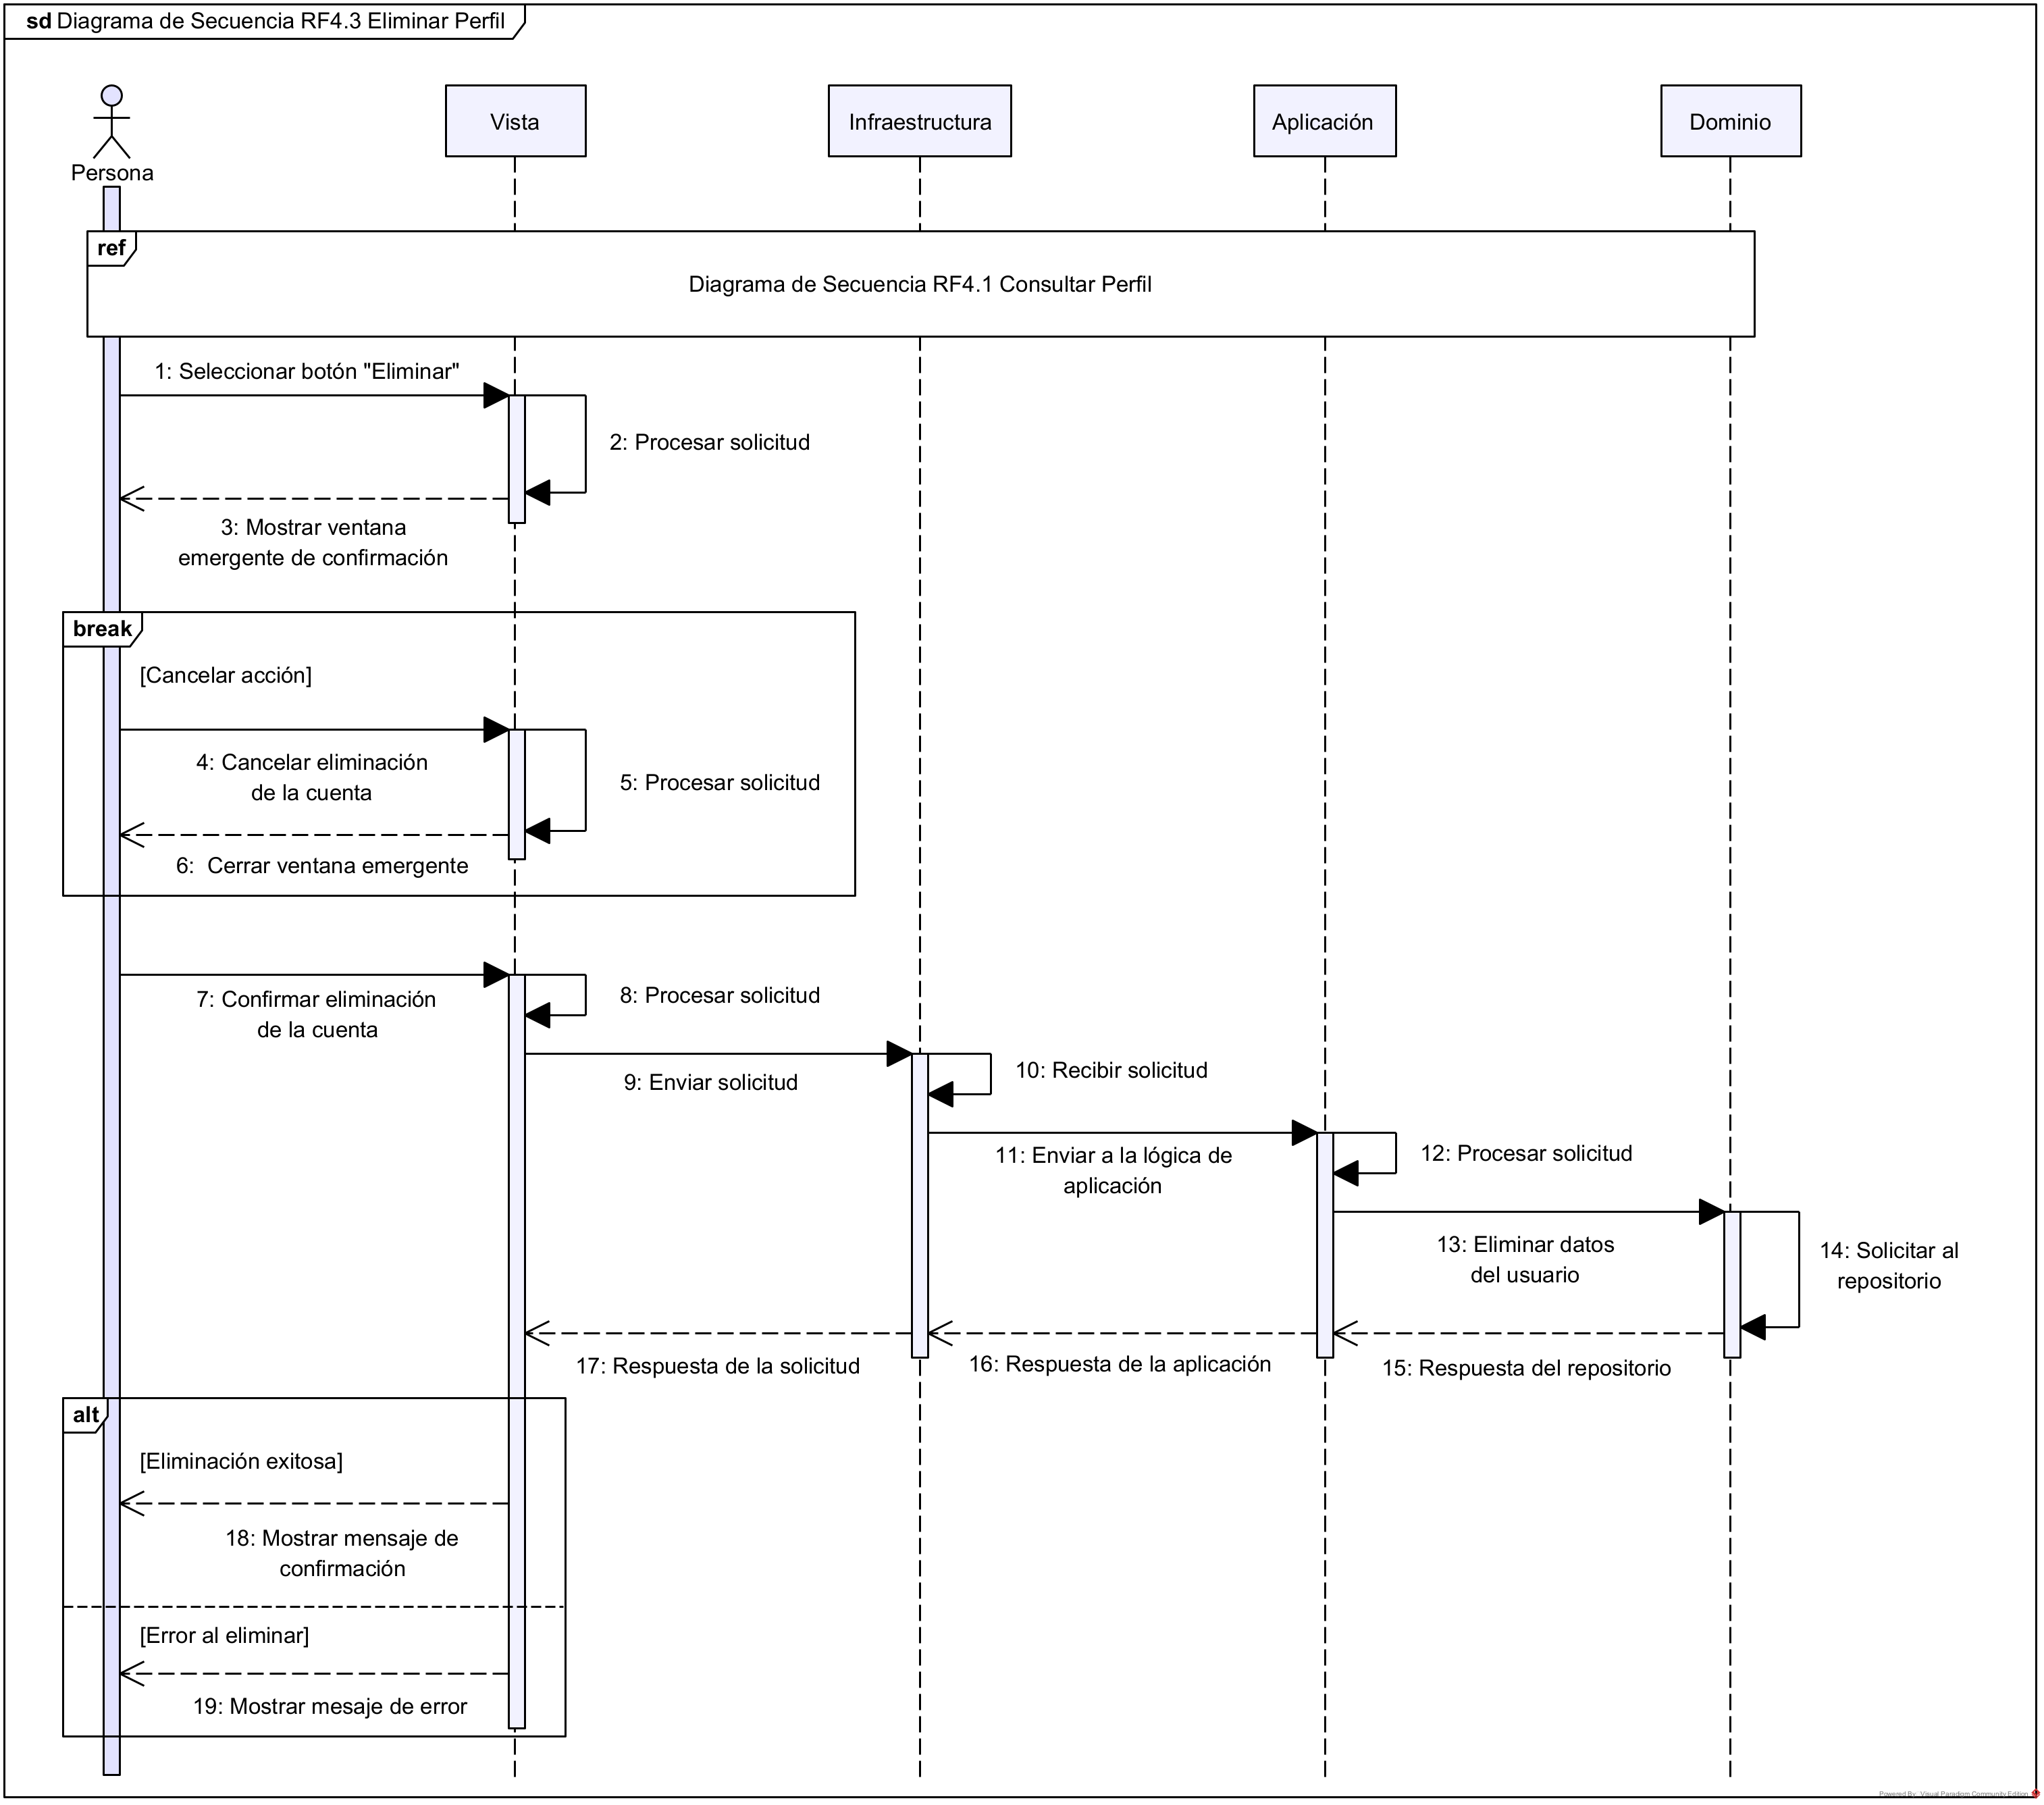 sd Diagrama de Secuencia RF4.3 Eliminar Perfil
Persona
Vista
Infraestructura
Aplicación
Dominio
ref
Diagrama de Secuencia RF4.1 Consultar Perfil
1: Seleccionar botón "Eliminar"
2: Procesar solicitud
3: Mostrar ventana
emergente de confirmación
break
[Cancelar acción]
4: Cancelar eliminación
de la cuenta
5: Procesar solicitud
6:  Cerrar ventana emergente
7: Confirmar eliminación
de la cuenta
8: Procesar solicitud
9: Enviar solicitud
10: Recibir solicitud
11: Enviar a la lógica de
aplicación
12: Procesar solicitud
13: Eliminar datos
del usuario
14: Solicitar al
repositorio
15: Respuesta del repositorio
16: Respuesta de la aplicación
17: Respuesta de la solicitud
alt
[Eliminación exitosa]
18: Mostrar mensaje de
confirmación
[Error al eliminar]
19: Mostrar mesaje de error
Powered By: Visual Paradigm Community Edition